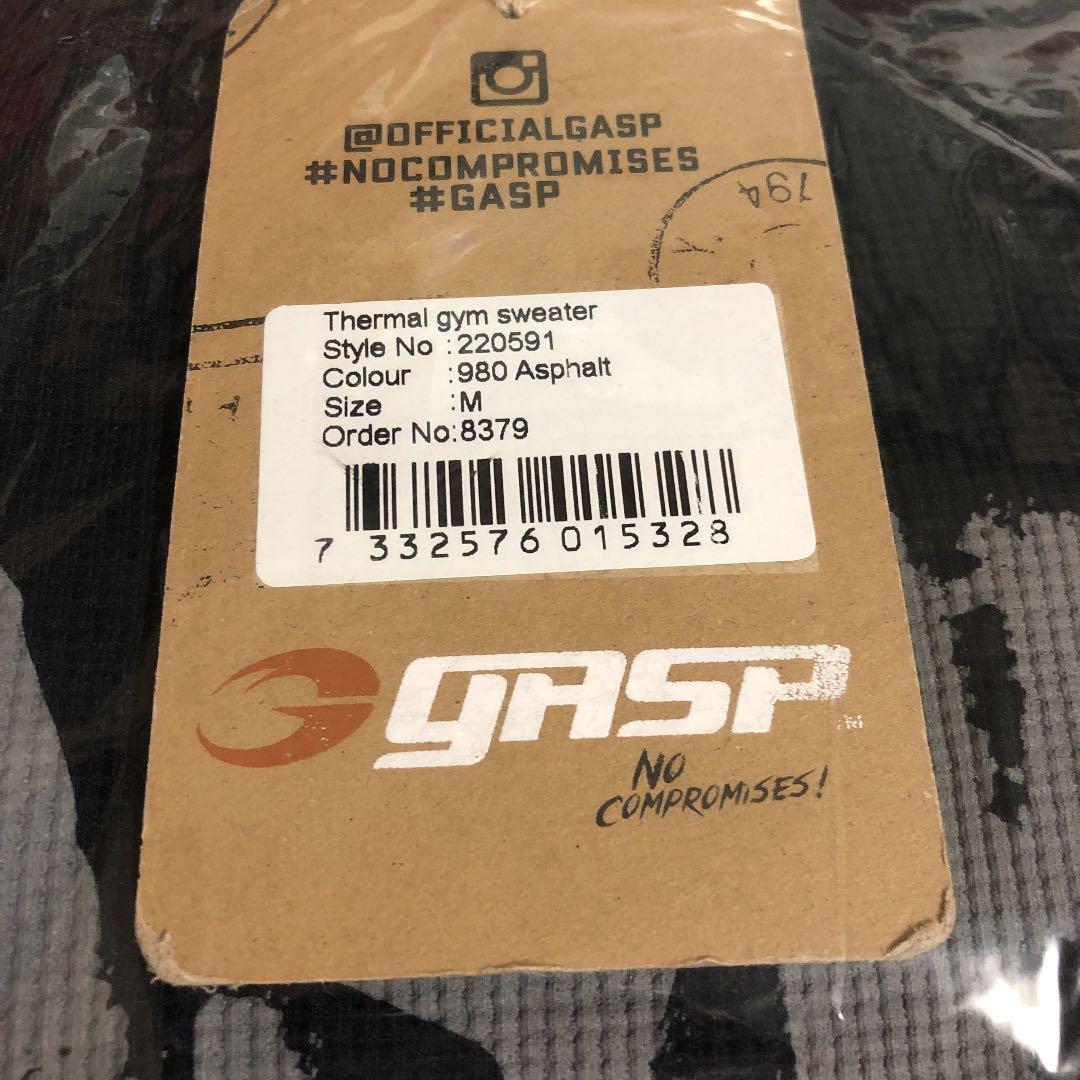 @OFFICIALGASP
#NOCOMPROMISES
#GASP
194
Thermal gym sweater
Style No :220591
Colour :980 Asphalt
Size :M
Order No:8379
7 332576 015328
gASP
NO
COMPROMISES!